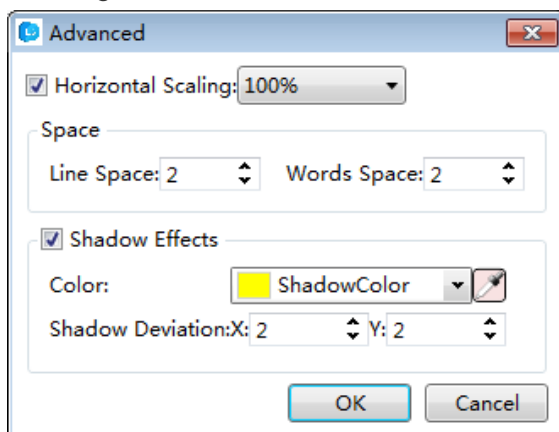 Advanced
Horizontal Scaling: 100%
Space
Line Space: 2 Words Space: 2
Shadow Effects
Color: ShadowColor
Shadow Deviation:X: 2 Y: 2
OK Cancel